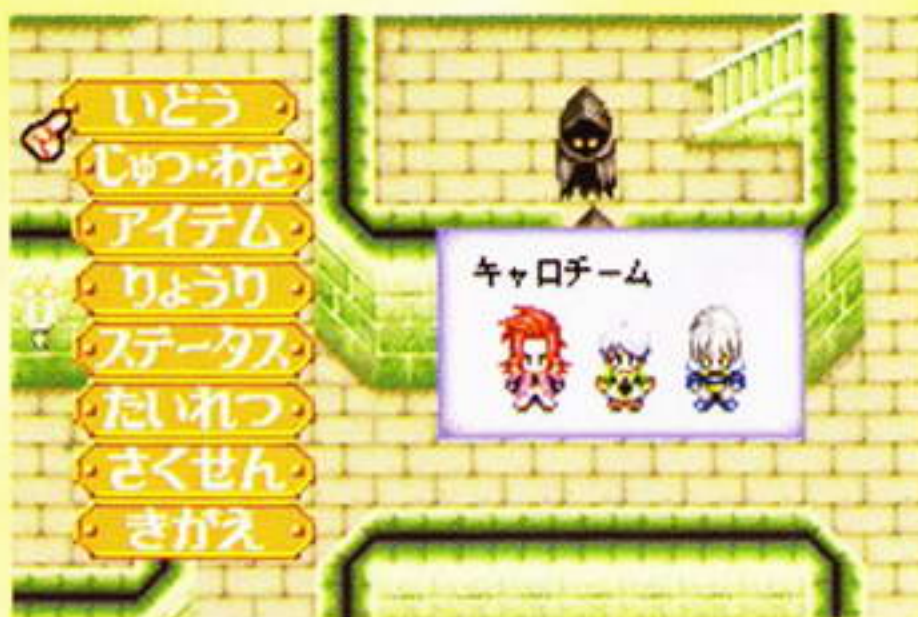 いどう
じゅつ・わざ
アイテム
りょうり
ステータス
たいれつ
さくせん
きがえ
キャロチーム